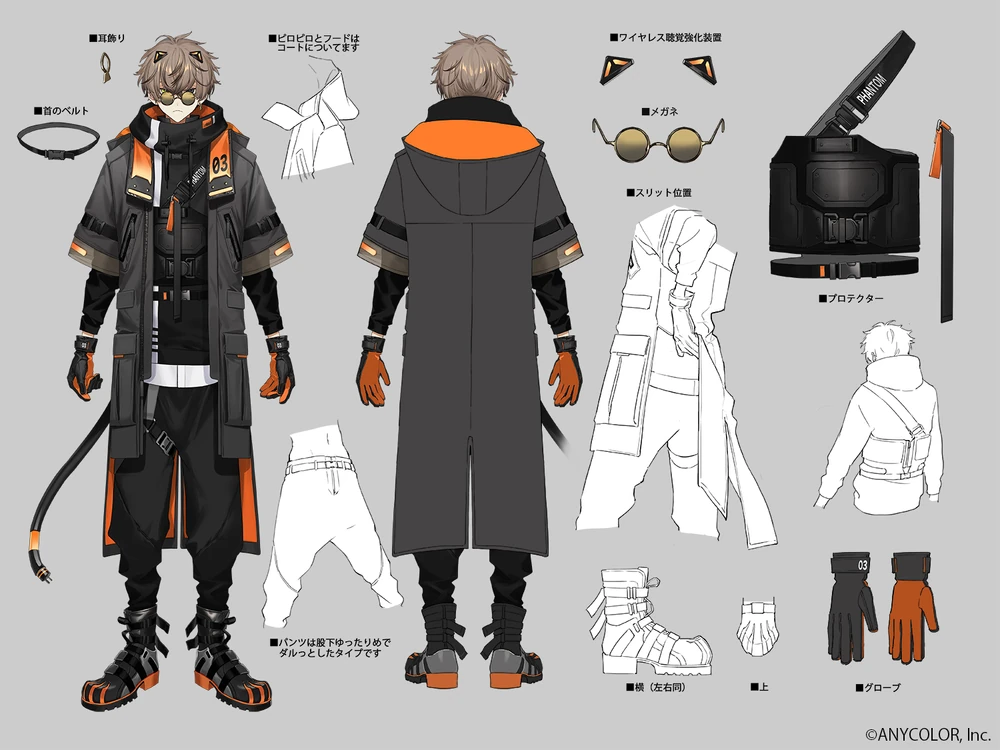 ■耳飾り
■ピロピロとフードは
コートについてます
■ワイヤレス聴覚強化装置
■首のベルト
■メガネ
■スリット位置
03
PHANTOM
PHANTOM
■プロテクター
03
■パンツは股下ゆったりめで
ダルっとしたタイプです
■横（左右同）
■上
■グローブ
©ANYCOLOR, Inc.